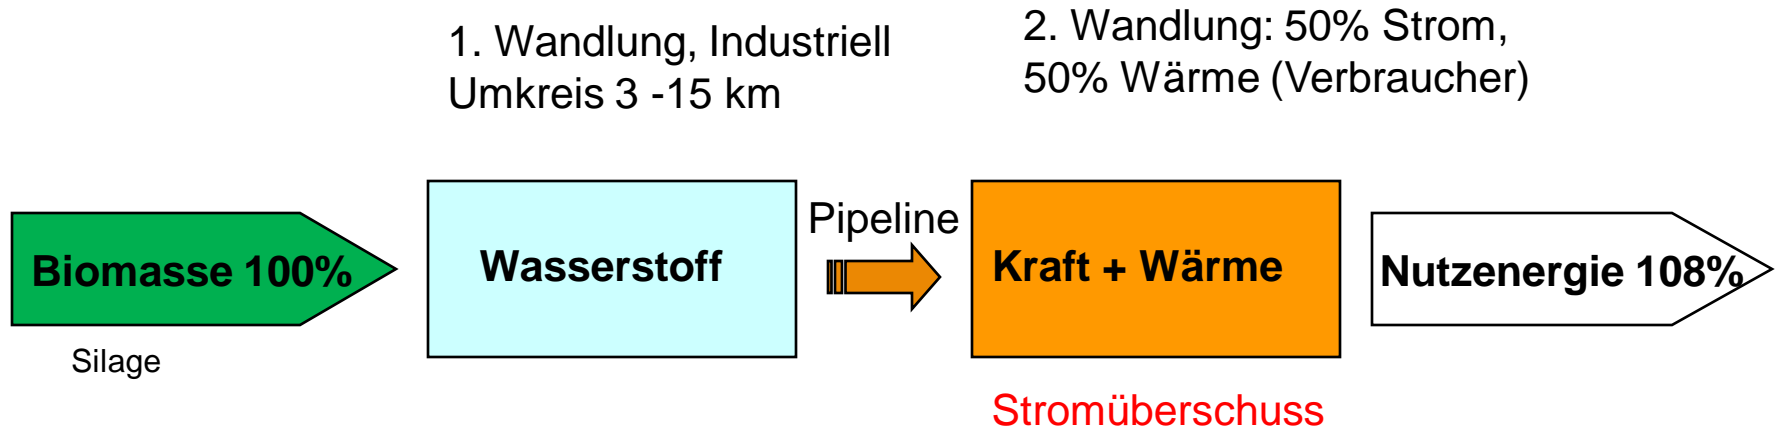 1. Wandlung, Industriell
Umkreis 3 -15 km
2. Wandlung: 50% Strom,
50% Wärme (Verbraucher)
Biomasse 100%
Silage
Wasserstoff
Pipeline
Kraft + Wärme
Stromüberschuss
Nutzenergie 108%